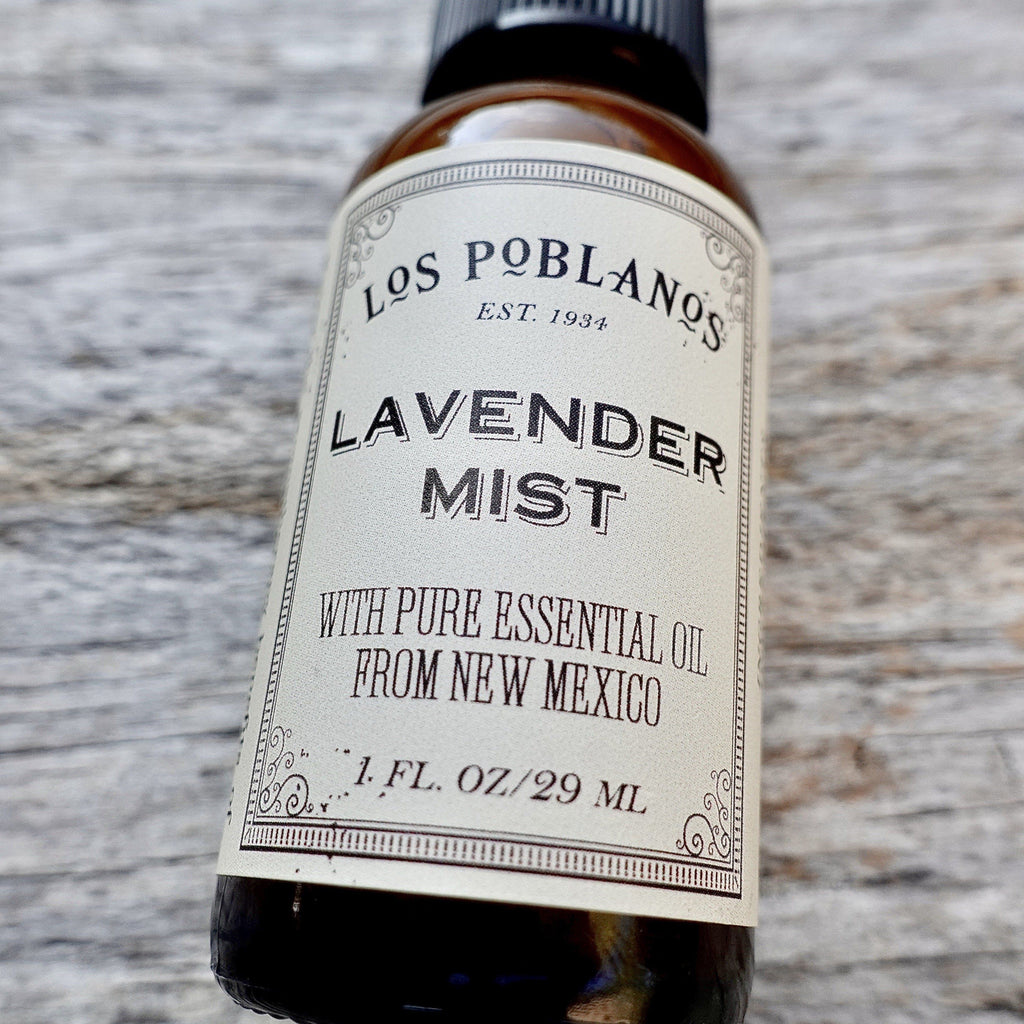 LOS POBLANOS
EST. 1934
LAVENDER
MIST
WITH PURE ESSENTIAL OIL
FROM NEW MEXICO
1 FL. OZ/29 ML